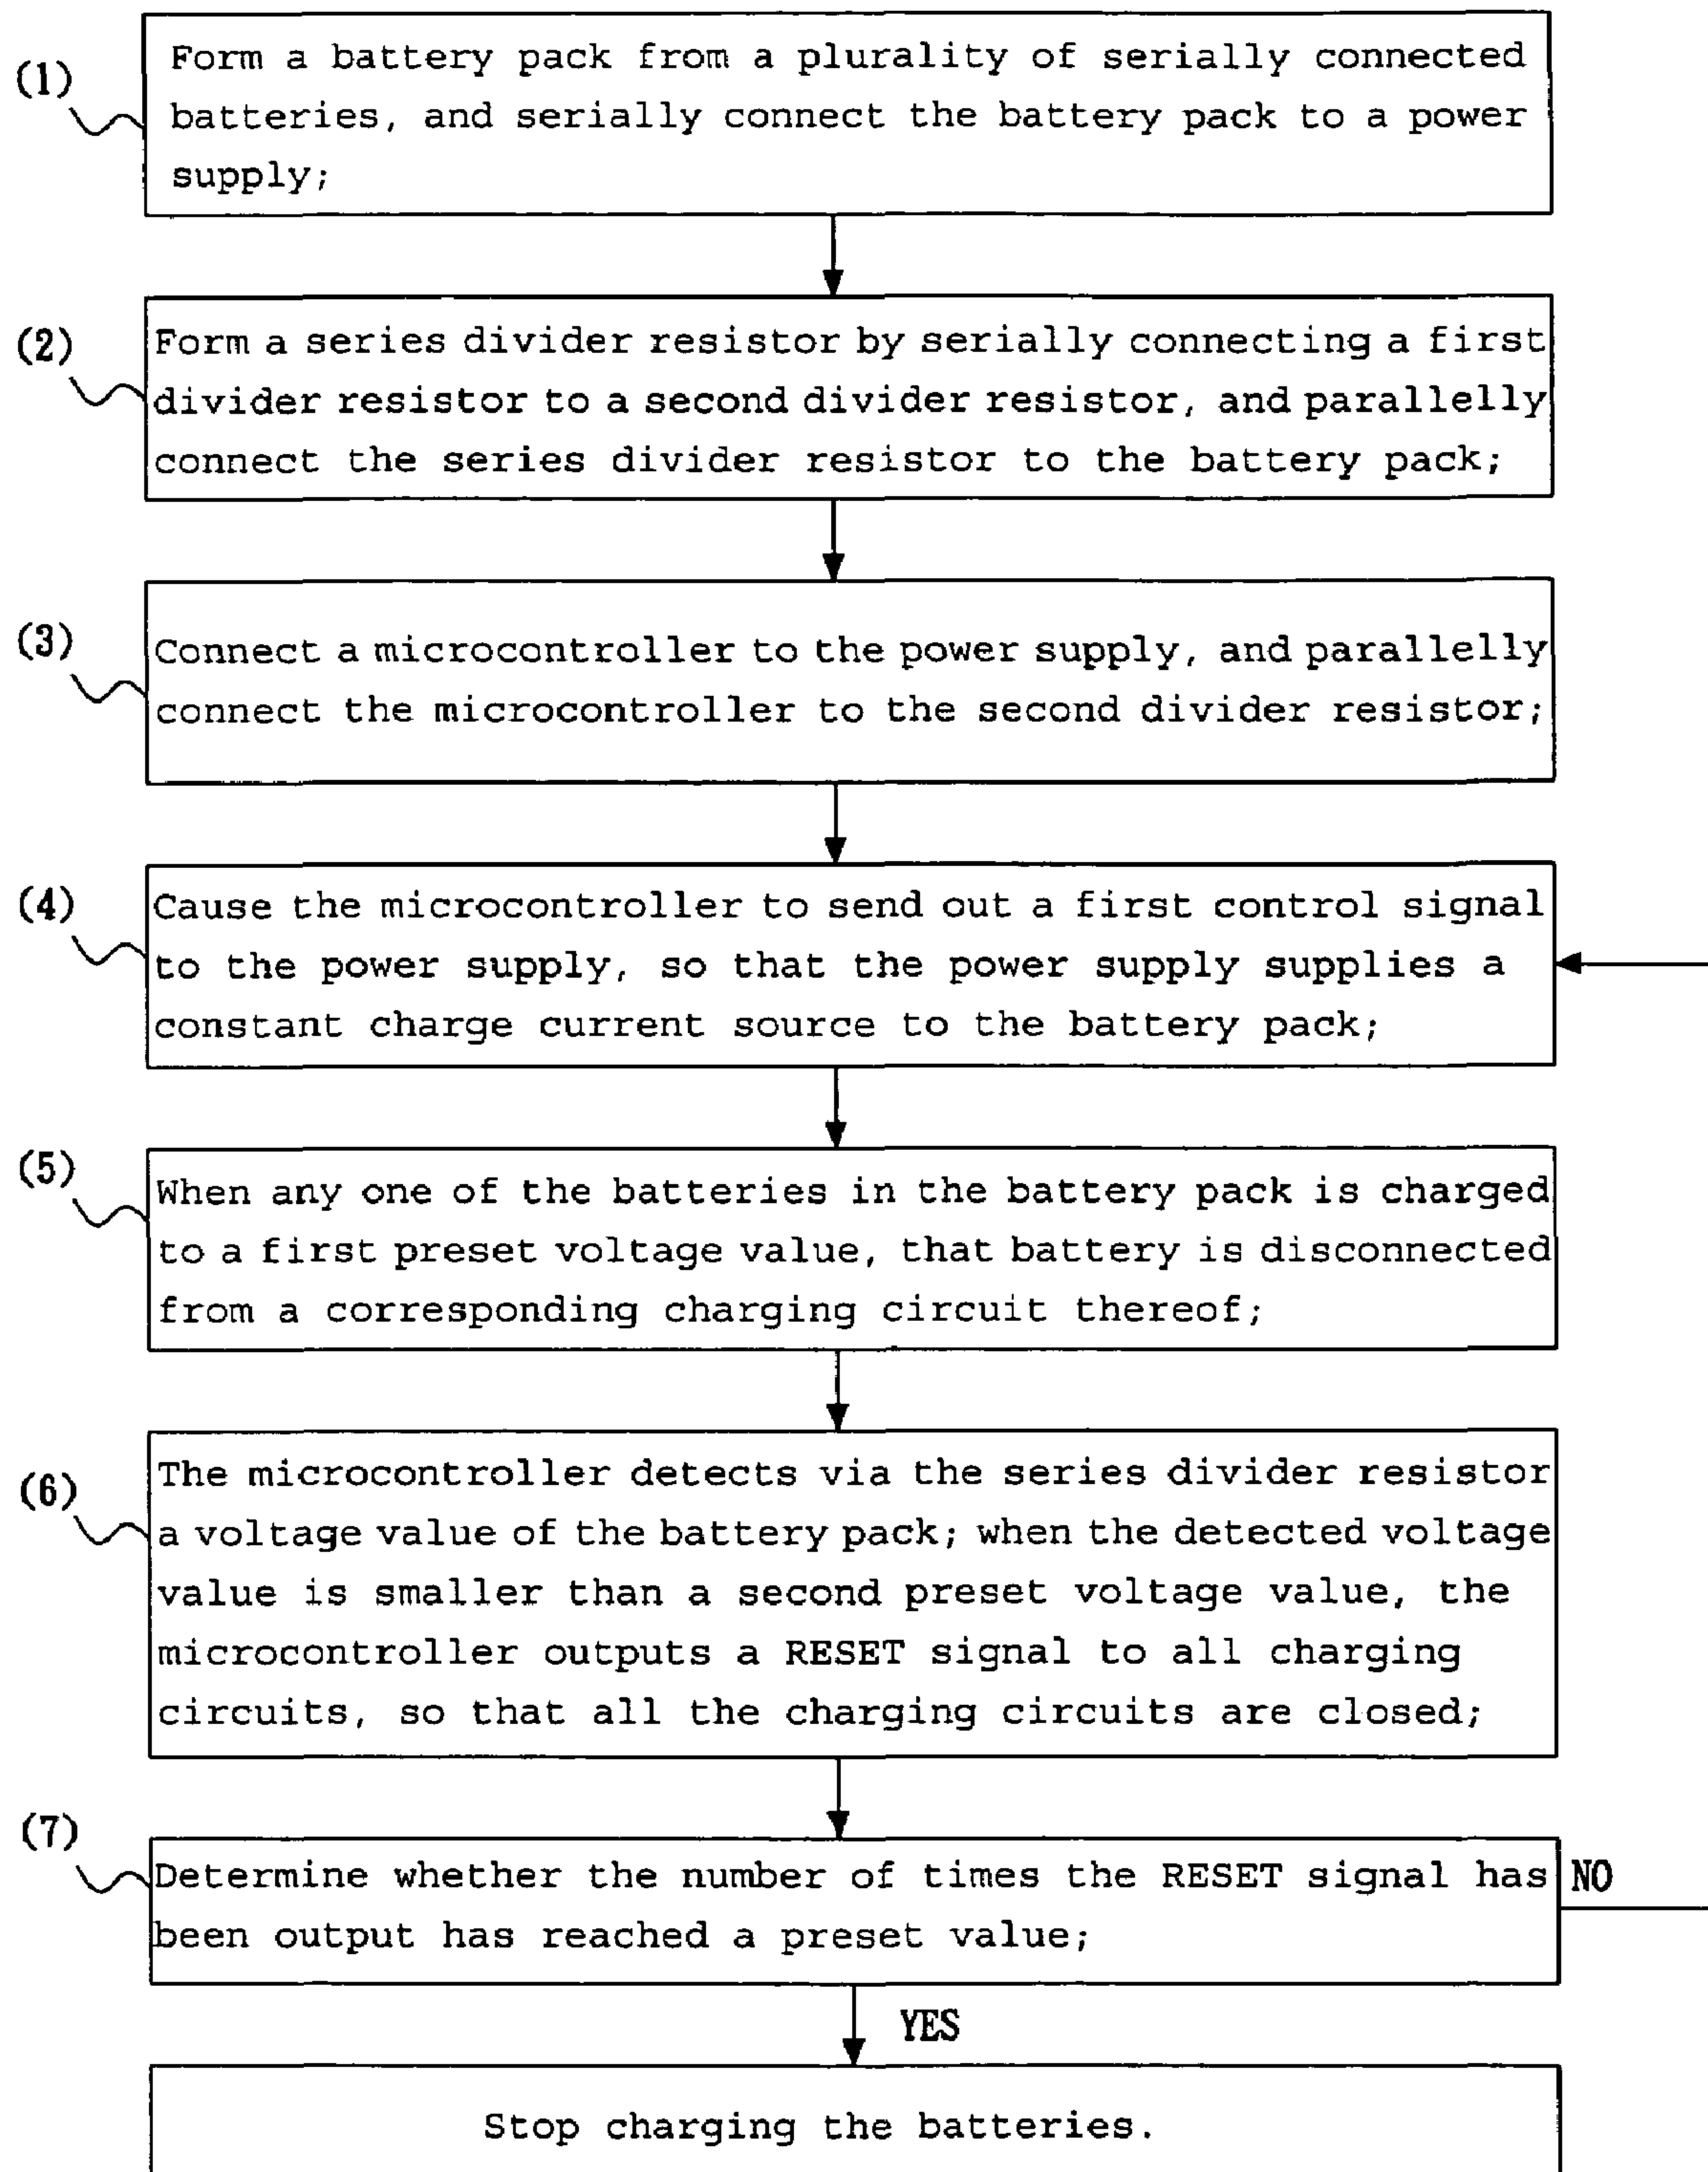 (1)
Form a battery pack from a plurality of serially connected
batteries, and serially connect the battery pack to a power
supply;
(2)
Form a series divider resistor by serially connecting a first
divider resistor to a second divider resistor, and parallelly
connect the series divider resistor to the battery pack;
(3)
Connect a microcontroller to the power supply, and parallelly
connect the microcontroller to the second divider resistor;
(4)
Cause the microcontroller to send out a first control signal
to the power supply, so that the power supply supplies a
constant charge current source to the battery pack;
(5)
When any one of the batteries in the battery pack is charged
to a first preset voltage value, that battery is disconnected
from a corresponding charging circuit thereof;
(6)
The microcontroller detects via the series divider resistor
a voltage value of the battery pack; when the detected voltage
value is smaller than a second preset voltage value, the
microcontroller outputs a RESET signal to all charging
circuits, so that all the charging circuits are closed;
(7)
Determine whether the number of times the RESET signal has
been output has reached a preset value;
NO
YES
Stop charging the batteries.